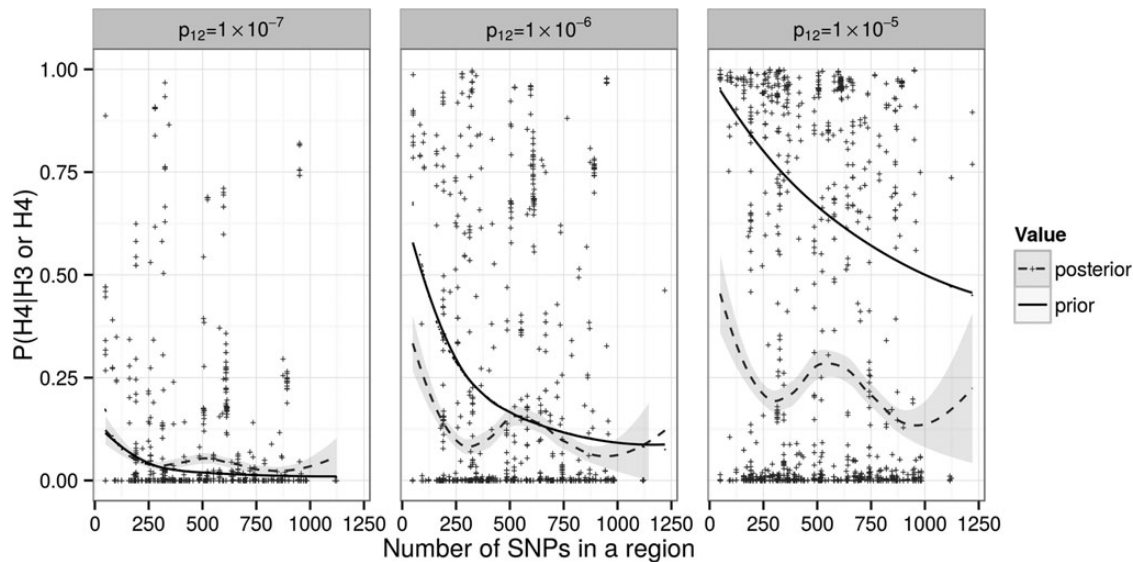 p₁₂=1×10⁻⁷
p₁₂=1×10⁻⁶
p₁₂=1×10⁻⁵
P(H4|H3 or H4)
1.00
0.75
0.50
0.25
0.00
0 250 500 750 1000 1250
0 250 500 750 1000 1250
0 250 500 750 1000 1250
Number of SNPs in a region
Value
posterior
prior